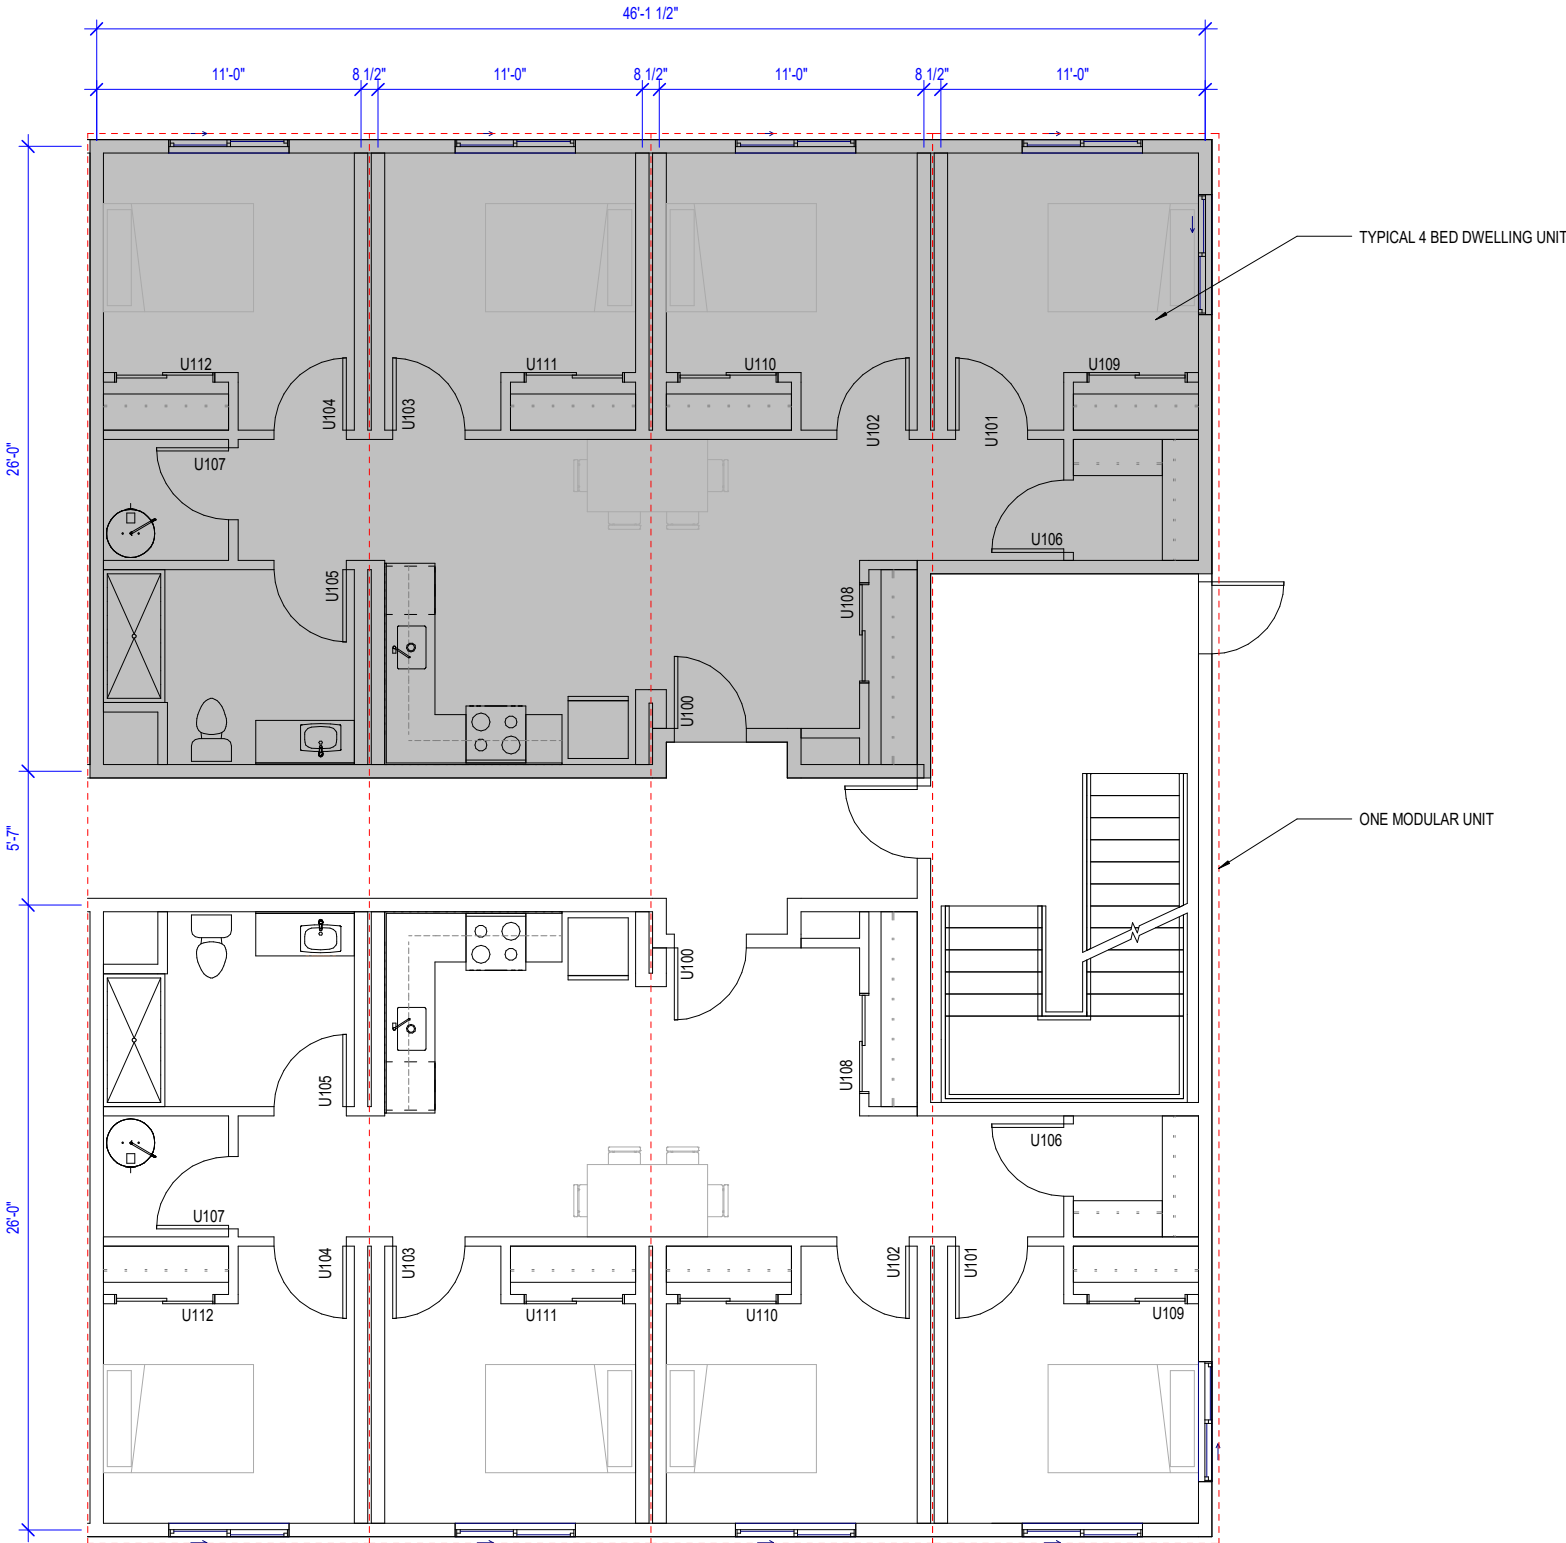 46'-1 1/2"
11'-0"
8 1/2"
11'-0"
8 1/2"
11'-0"
8 1/2"
11'-0"
TYPICAL 4 BED DWELLING UNIT
U112
U111
U110
U109
U104
U103
U102
U101
26'-0"
U107
U106
U105
U108
U100
5'-7"
ONE MODULAR UNIT
U100
U105
U108
U106
U107
26'-0"
U104
U103
U102
U101
U112
U111
U110
U109